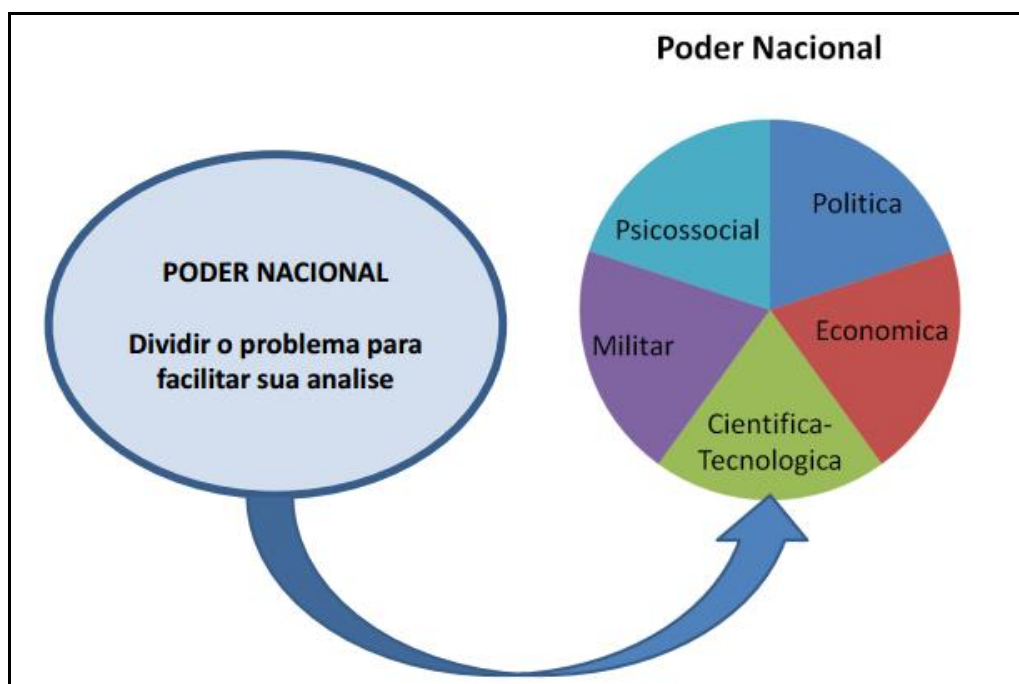 Poder Nacional
PODER NACIONAL
Dividir o problema para
facilitar sua analise
Psicossocial
Politica
Militar
Economica
Cientifica-
Tecnologica